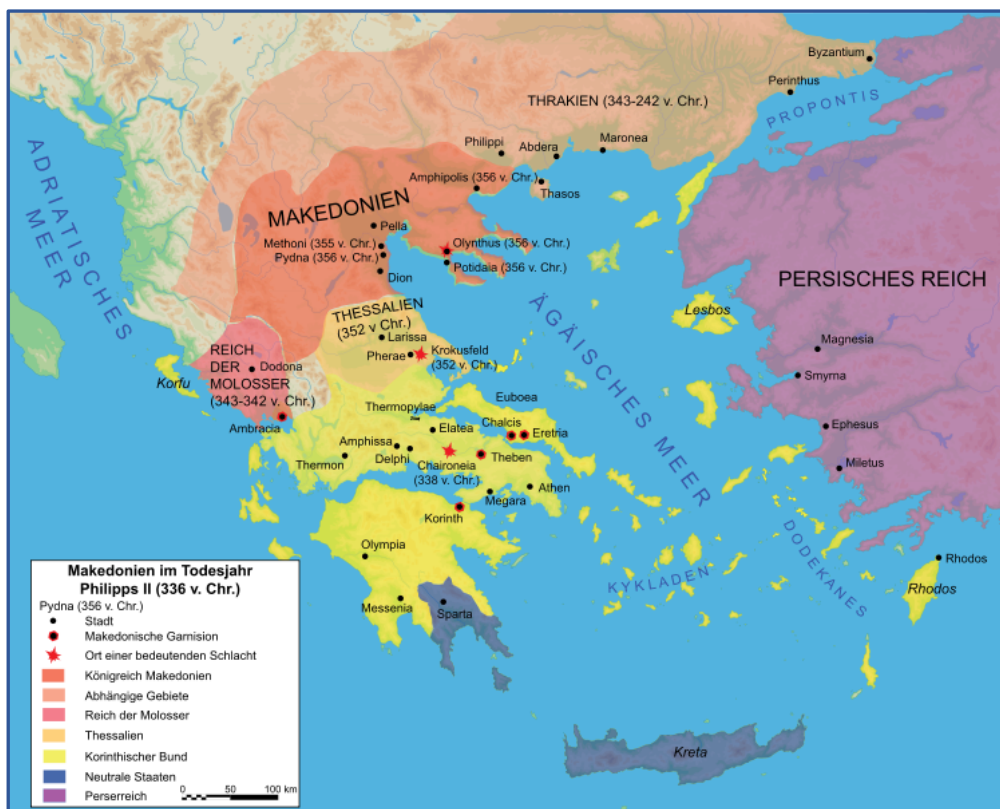 Byzantium
Perinthus
PROPONTIS
THRAKIEN (343-242 v. Chr.)
ADRIATISCHES
MEER
Philippi
Abdera
Maronea
Amphipolis (356 v. Chr.)
Thasos
MAKEDONIEN
Pella
Methoni (355 v. Chr.)
Olynthus (356 v. Chr.)
Pydna (356 v. Chr.)
Potidaia (356 v. Chr.)
Dion
PERSISCHES REICH
ÄGÄISCHES MEER
THESSALIEN
(352 v Chr.)
Larissa
Lesbos
Magnesia
REICH
DER
MOLOSSER
(343-342 v. Chr.)
Dodona
Pherae
Krokusfeld
(352 v. Chr.)
Korfu
Smyrna
Euboea
Thermopylae
Ambracia
Elatea
Chalcis
Eretria
Ephesus
Amphissa
Delphi
Thermon
Chaironeia
(338 v. Chr.)
Theben
Miletus
Athen
Megara
Korinth
DODEKANES
Olympia
KYKLADEN
Rhodos
Rhodos
Messenia
Sparta
Kreta
Makedonien im Todesjahr
Philipps II (336 v. Chr.)
Pydna (356 v. Chr.)
Stadt
Makedonische Garnision
Ort einer bedeutenden Schlacht
Königreich Makedonien
Abhängige Gebiete
Reich der Molosser
Thessalien
Korinthischer Bund
Neutrale Staaten
Perserreich
0 50 100 km